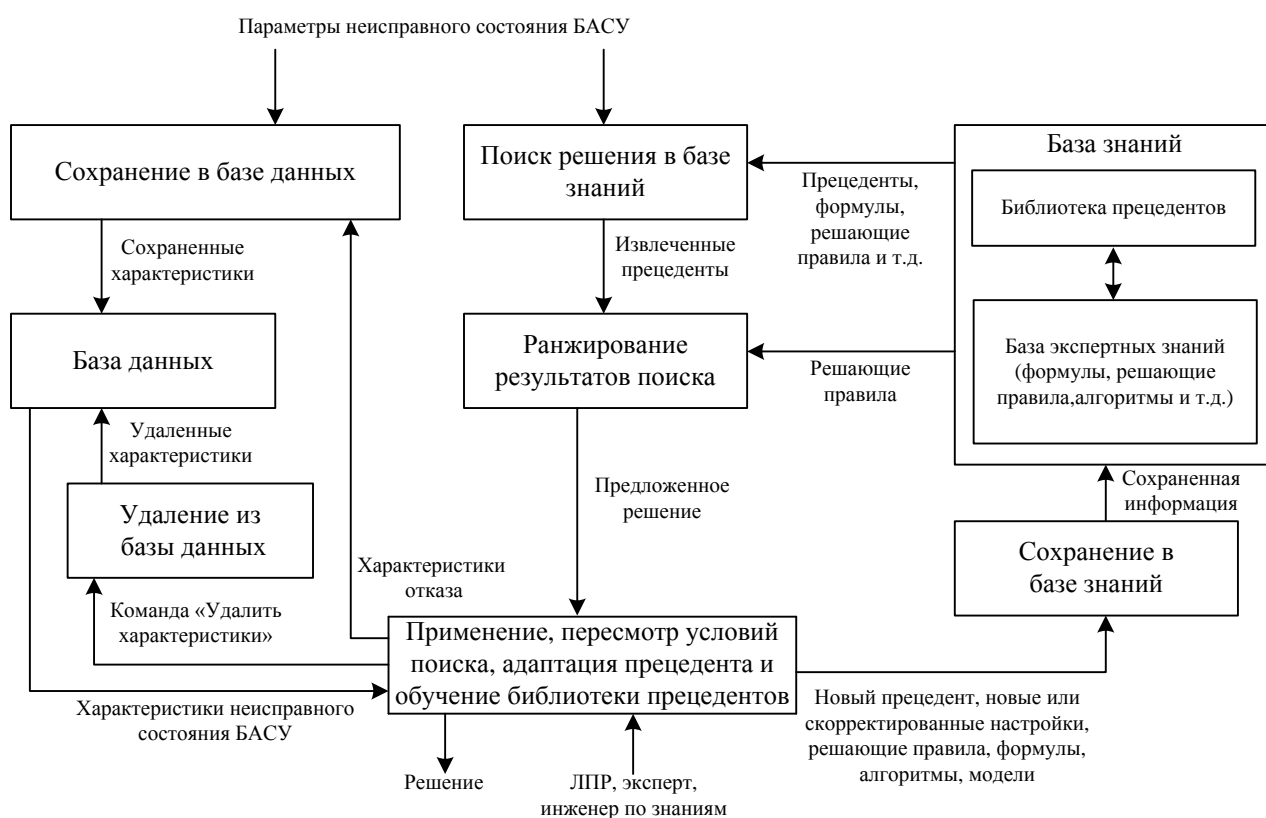 Параметры неисправного состояния БАСУ
Сохранение в базе данных
Поиск решения в базе
знаний
База знаний
Библиотека прецедентов
База экспертных знаний
(формулы, решающие
правила,алгоритмы и т.д.)
Прецеденты,
формулы,
решающие
правила и т.д.
Сохраненные
характеристики
Извлеченные
прецеденты
База данных
Ранжирование
результатов поиска
Решающие
правила
Удаленные
характеристики
Удаление из
базы данных
Предложенное
решение
Сохраненная
информация
Сохранение в
базе знаний
Характеристики
отказа
Команда «Удалить
характеристики»
Применение, пересмотр условий
поиска, адаптация прецедента и
обучение библиотеки прецедентов
Характеристики неисправного
состояния БАСУ
Новый прецедент, новые или
скорректированные настройки,
решающие правила, формулы,
алгоритмы, модели
Решение
ЛПР, эксперт,
инженер по знаниям